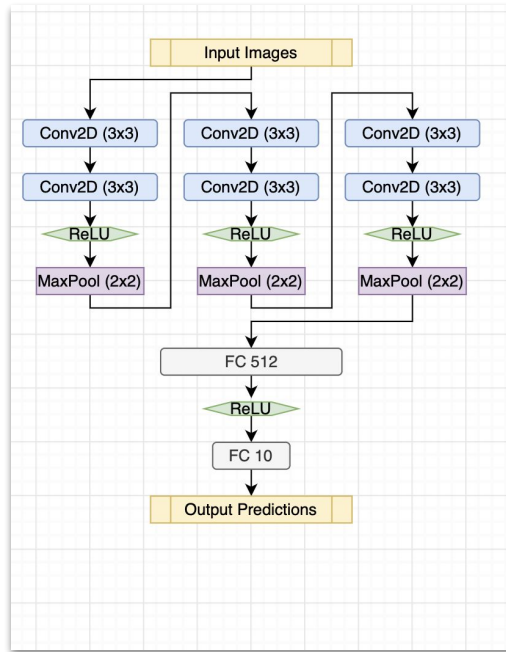 Input Images
Conv2D (3x3)
Conv2D (3x3)
ReLU
MaxPool (2x2)
Conv2D (3x3)
Conv2D (3x3)
ReLU
MaxPool (2x2)
Conv2D (3x3)
Conv2D (3x3)
ReLU
MaxPool (2x2)
FC 512
ReLU
FC 10
Output Predictions